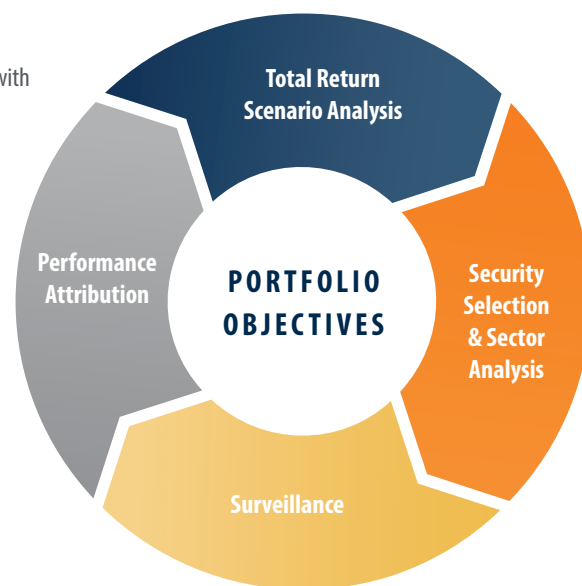 with
Total Return
Scenario Analysis
Performance
Attribution
PORTFOLIO
OBJECTIVES
Security
Selection
& Sector
Analysis
Surveillance